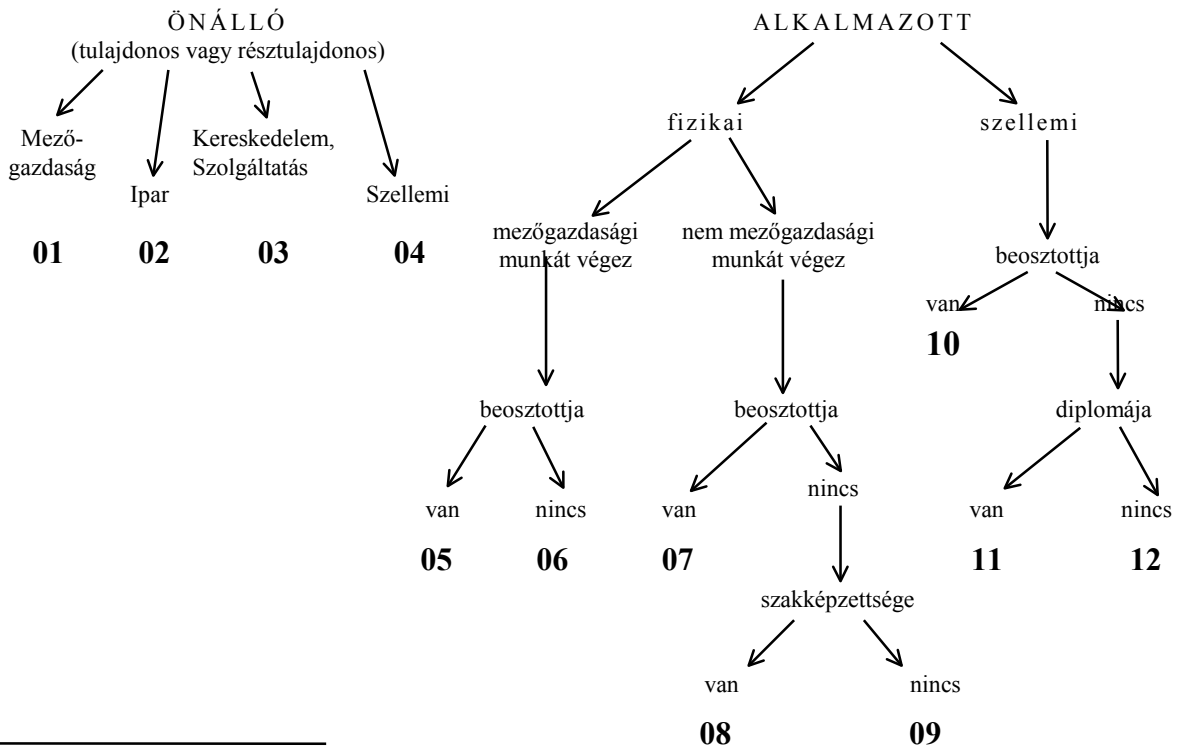 ÖNÁLLÓ
(tulajdonos vagy résztulajdonos)
Mező-
gazdaság
Ipar
Kereskedelem,
Szolgáltatás
Szellemi
01
02
03
04
ALKALMAZOTT
fizikai
szellemi
mezőgazdasági
munkát végez
nem mezőgazdasági
munkát végez
beosztottja
van
nincs
10
beosztottja
beosztottja
diplomája
nincs
van
nincs
van
van
nincs
05
06
07
11
12
szakképzettsége
van
nincs
08
09